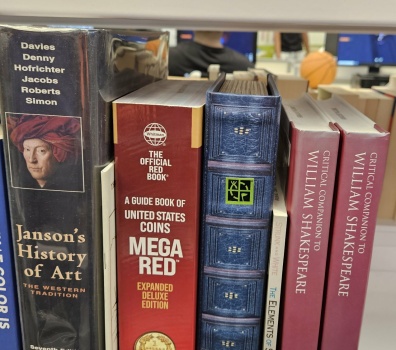 Davies
Denny
Hofrichter
Jacobs
Roberts
Simon
Janson's
History
of Art
THE WESTERN
TRADITION
THE
OFFICIAL
RED
BOOK
A GUIDE BOOK OF
UNITED STATES
COINS
MEGA
RED
EXPANDED
DELUXE
EDITION
THE ELEMENTS OF
CRITICAL COMPANION TO
WILLIAM SHAKESPEARE
CRITICAL COMPANION TO
WILLIAM SHAKESPEARE